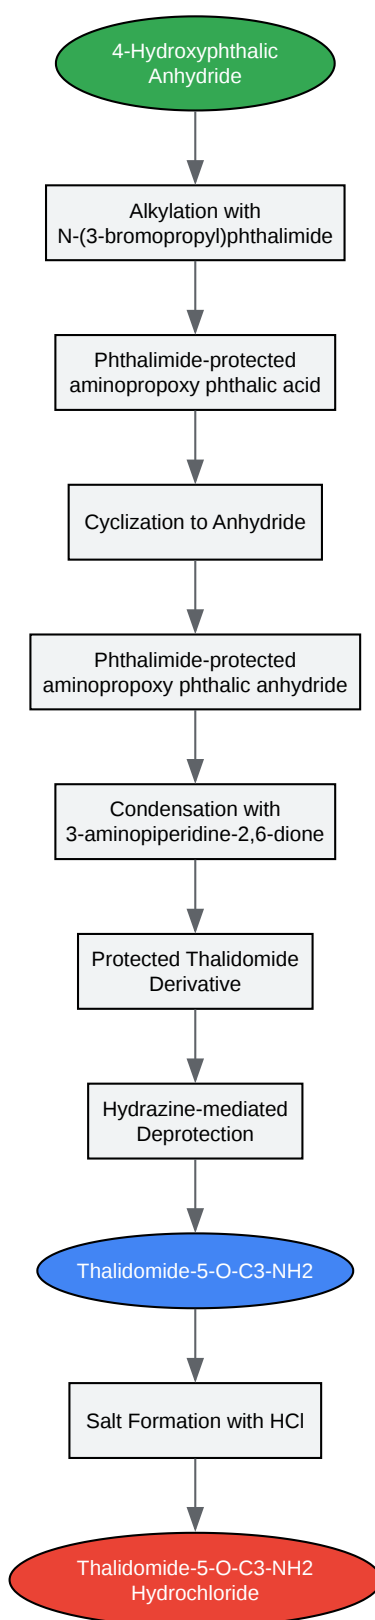 4-Hydroxyphthalic
Anhydride
Alkylation with
N-(3-bromopropyl)phthalimide
Phthalimide-protected
aminopropoxy phthalic acid
Cyclization to Anhydride
Phthalimide-protected
aminopropoxy phthalic anhydride
Condensation with
3-aminopiperidine-2,6-dione
Protected Thalidomide
Derivative
Hydrazine-mediated
Deprotection
Thalidomide-5-O-C3-NH2
Salt Formation with HCl
Thalidomide-5-O-C3-NH2
Hydrochloride